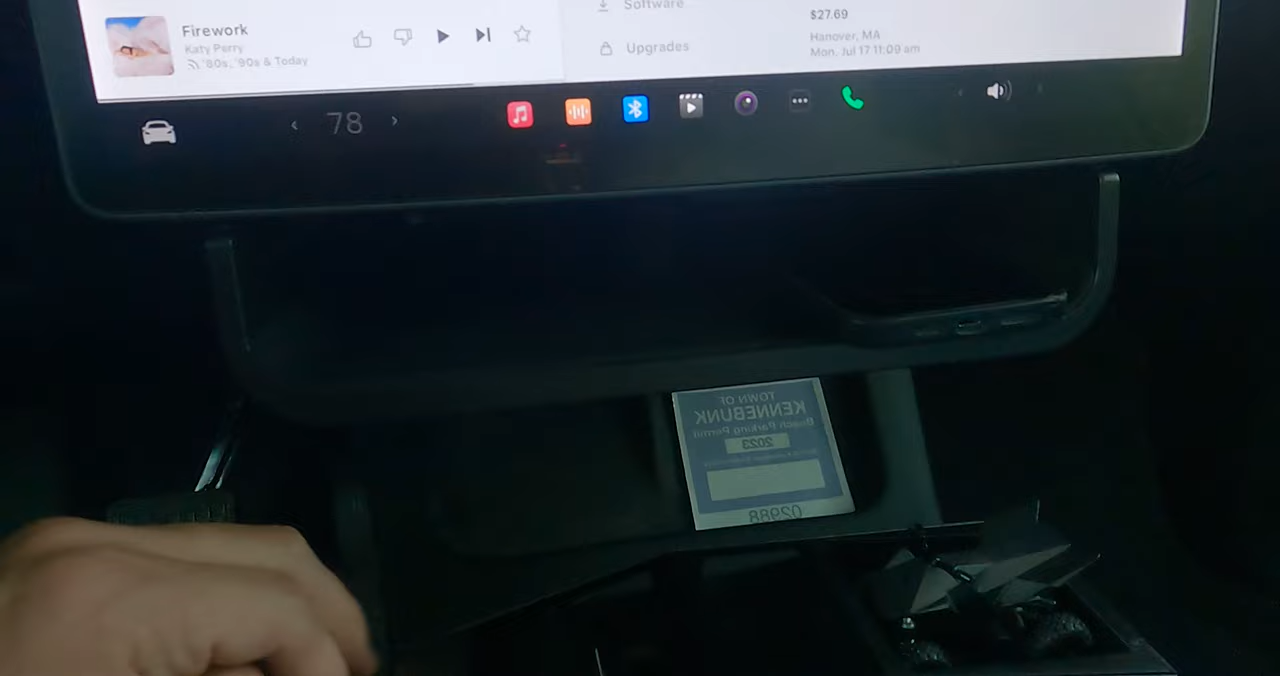 Firework
Katy Perry
'80s, '90s & Today
Software
Upgrades
$27.69
Hanover, MA
Mon. Jul 17 11:09 am
78
TOWN OF
KENNEBUNK
Beach Parking Permit
2023
02988